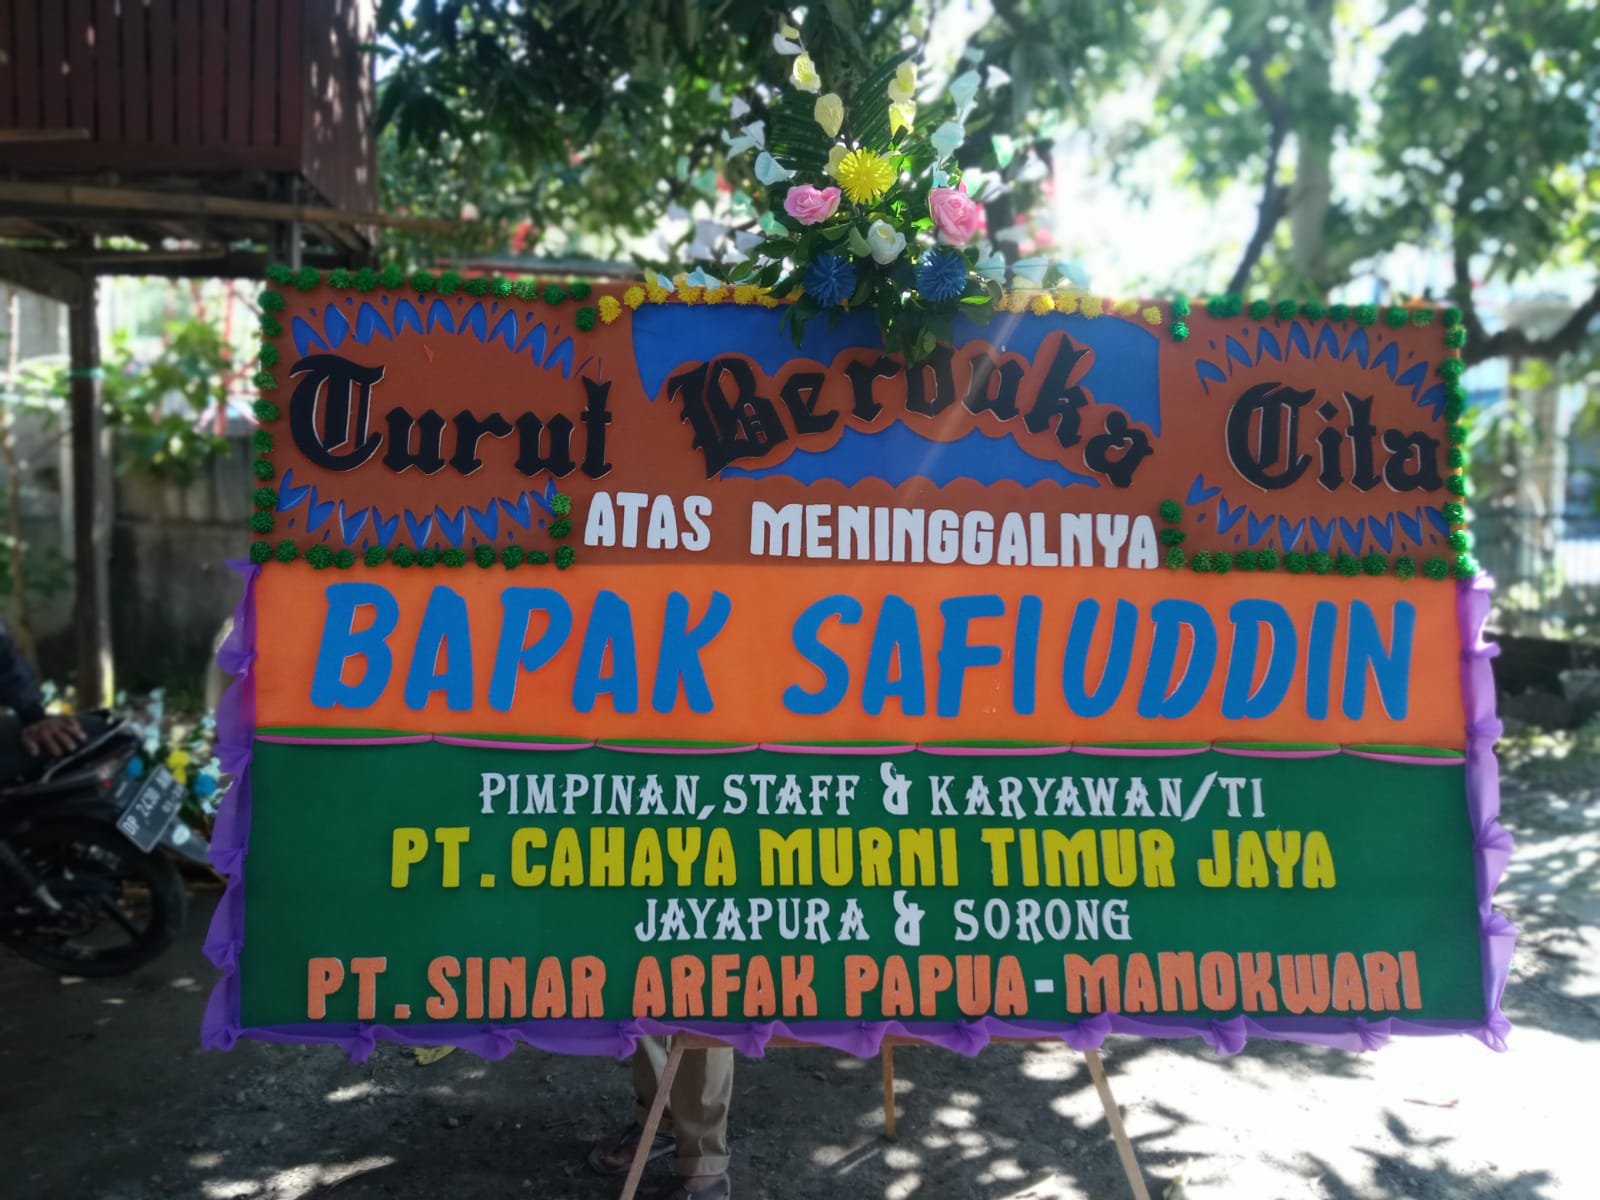 Turut Berduka Cita
ATAS MENINGGALNYA
BAPAK SAFIUDDIN
PIMPINAN, STAFF & KARYAWAN/TI
PT. CAHAYA MURNI TIMUR JAYA
JAYAPURA & SORONG
PT. SINAR ARFAK PAPUA-MANOKWARI